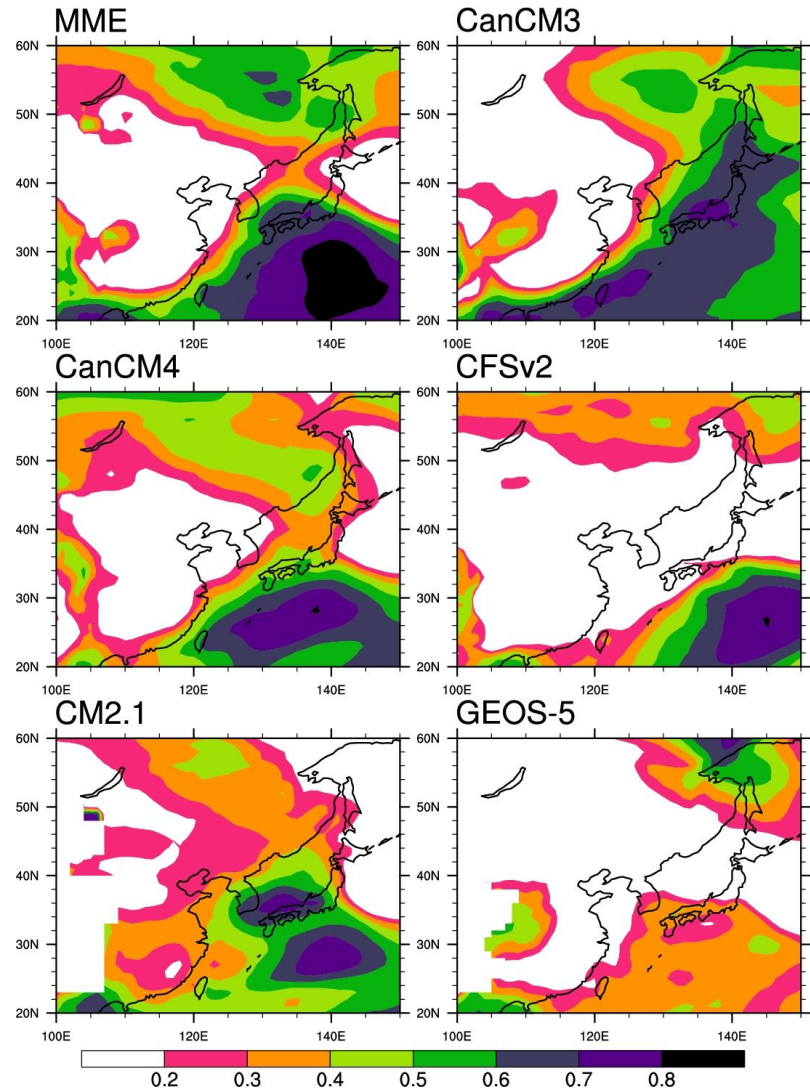 MME CanCM3
60N 60N
50N 50N
40N 40N
30N 30N
20N 20N
100E 120E 140E 100E 120E 140E
CanCM4 CFSv2
60N 60N
50N 50N
40N 40N
30N 30N
20N 20N
100E 120E 140E 100E 120E 140E
CM2.1 GEOS-5
60N 60N
50N 50N
40N 40N
30N 30N
20N 20N
100E 120E 140E 100E 120E 140E
0.2 0.3 0.4 0.5 0.6 0.7 0.8